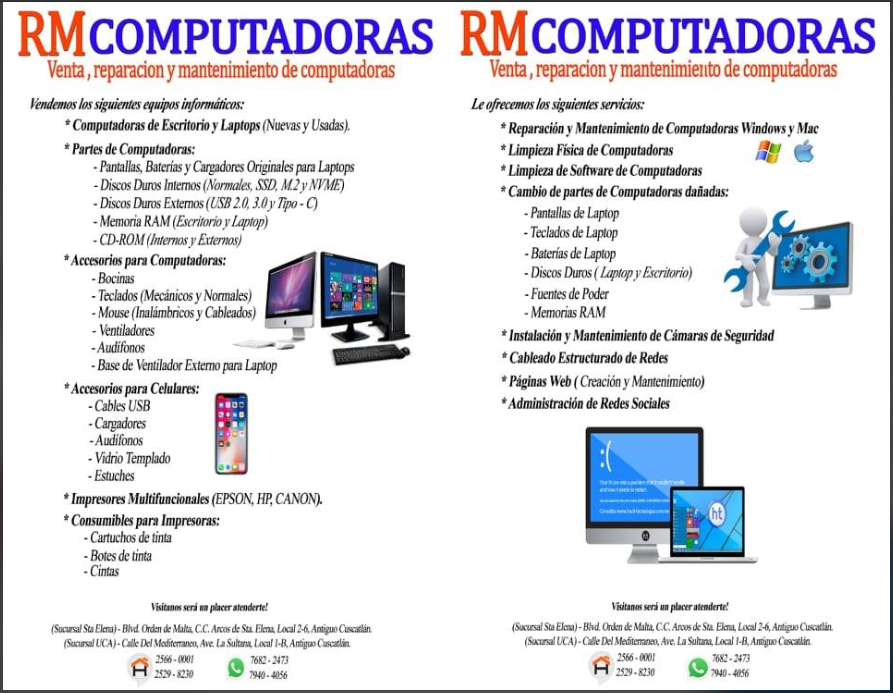 RM COMPUTADORAS
Venta , reparacion y mantenimiento de computadoras
Vendemos los siguientes equipos informáticos:
* Computadoras de Escritorio y Laptops (Nuevas y Usadas).
* Partes de Computadoras:
- Pantallas, Baterías y Cargadores Originales para Laptops
- Discos Duros Internos (Normales, SSD, M.2 y NVME)
- Discos Duros Externos (USB 2.0, 3.0 y Tipo - C)
- Memoria RAM (Escritorio y Laptop)
- CD-ROM (Internos y Externos)
* Accesorios para Computadoras:
- Bocinas
- Teclados (Mecánicos y Normales)
- Mouse (Inalámbricos y Cableados)
- Ventiladores
- Audífonos
- Base de Ventilador Externo para Laptop
* Accesorios para Celulares:
- Cables USB
- Cargadores
- Audífonos
- Vidrio Templado
- Estuches
* Impresores Multifuncionales (EPSON, HP, CANON).
* Consumibles para Impresoras:
- Cartuchos de tinta
- Botes de tinta
- Cintas
Visitanos será un placer atenderte!
(Sucursal Sta Elena) - Blvd. Orden de Malta, C.C. Arcos de Sta. Elena, Local 2-6, Antiguo Cuscatlán.
(Sucursal UCA) - Calle Del Mediterraneo, Ave. La Sultana, Local 1-B, Antiguo Cuscatlán.
2566 - 0001
2529 - 8230
7682 - 2473
7940 - 4056
RM COMPUTADORAS
Venta , reparacion y mantenimiento de computadoras
Le ofrecemos los siguientes servicios:
* Reparación y Mantenimiento de Computadoras Windows y Mac
* Limpieza Física de Computadoras
* Limpieza de Software de Computadoras
* Cambio de partes de Computadoras dañadas:
- Pantallas de Laptop
- Teclados de Laptop
- Baterías de Laptop
- Discos Duros ( Laptop y Escritorio)
- Fuentes de Poder
- Memorias RAM
* Instalación y Mantenimiento de Cámaras de Seguridad
* Cableado Estructurado de Redes
* Páginas Web ( Creación y Mantenimiento)
* Administración de Redes Sociales
:(
ht
ht
Visitanos será un placer atenderte!
(Sucursal Sta Elena) - Blvd. Orden de Malta, C.C. Arcos de Sta. Elena, Local 2-6, Antiguo Cuscatlán.
(Sucursal UCA) - Calle Del Mediterraneo, Ave. La Sultana, Local 1-B, Antiguo Cuscatlán.
2566 - 0001
2529 - 8230
7682 - 2473
7940 - 4056